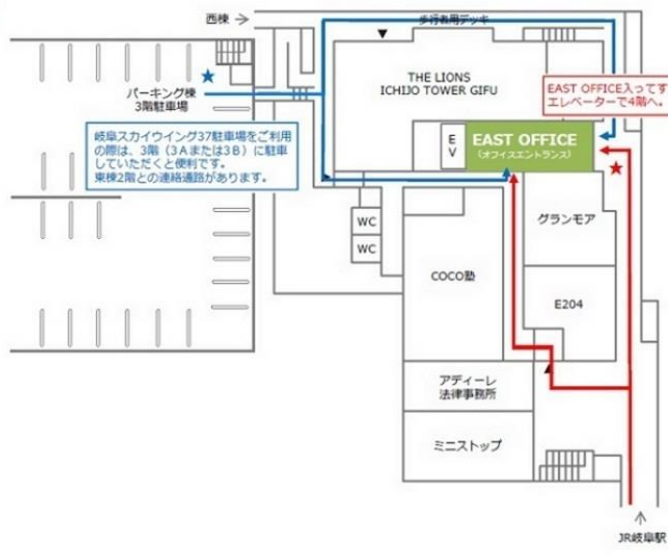 西棟
歩行者用デッキ
パーキング棟
3階駐車場
THE LIONS
ICHIJO TOWER GIFU
EAST OFFICE入ってす
エレベーターで4階へ。
岐阜スカイウイング37駐車場をご利用
の際は、3階（3Aまたは3B）に駐車
していただくと便利です。
東棟2階との連絡通路があります。
EV
EAST OFFICE
（オフィスエントランス）
グランモア
WC
WC
COCO塾
E204
アディーレ
法律事務所
ミニストップ
JR岐阜駅